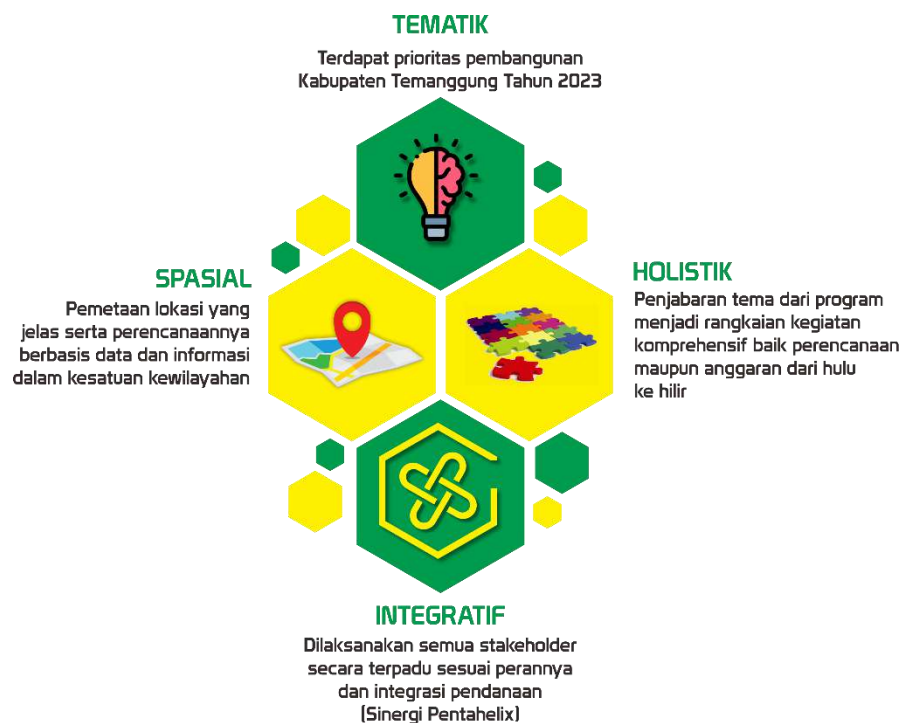 TEMATIK
Terdapat prioritas pembangunan
Kabupaten Temanggung Tahun 2023
SPASIAL
Pemetaan lokasi yang
jelas serta perencanaannya
berbasis data dan informasi
dalam kesatuan kewilayahan
HOLISTIK
Penjabaran tema dari program
menjadi rangkaian kegiatan
komprehensif baik perencanaan
maupun anggaran dari hulu
ke hilir
INTEGRATIF
Dilaksanakan semua stakeholder
secara terpadu sesuai perannya
dan integrasi pendanaan
(Sinergi Pentahelix)